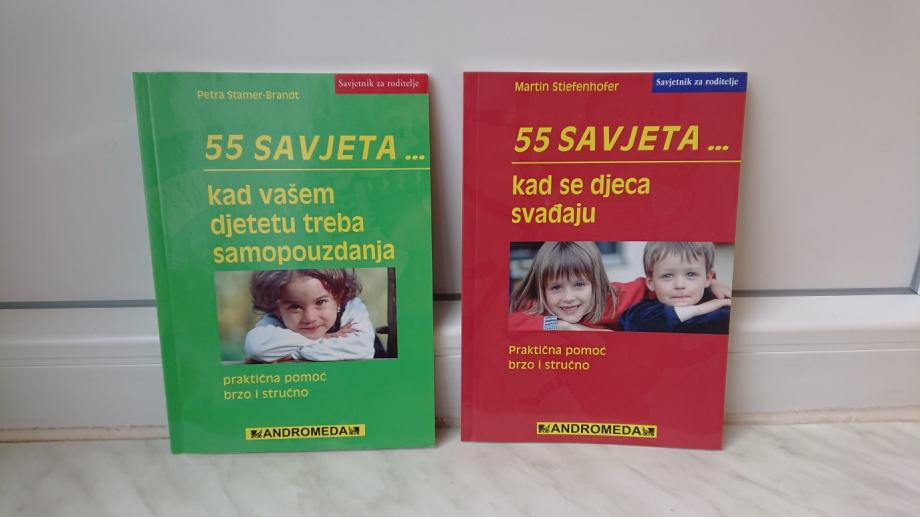 Petra Stamer-Brandt
Savjetnik za roditelje
55 SAVJETA ...
kad vašem
djetetu treba
samopouzdanja
praktična pomoć
brzo i stručno
ANDROMEDA
Martin Stiefenhofer
Savjetnik za roditelje
55 SAVJETA ...
kad se djeca
svađaju
Praktična pomoć
brzo i stručno
ANDROMEDA